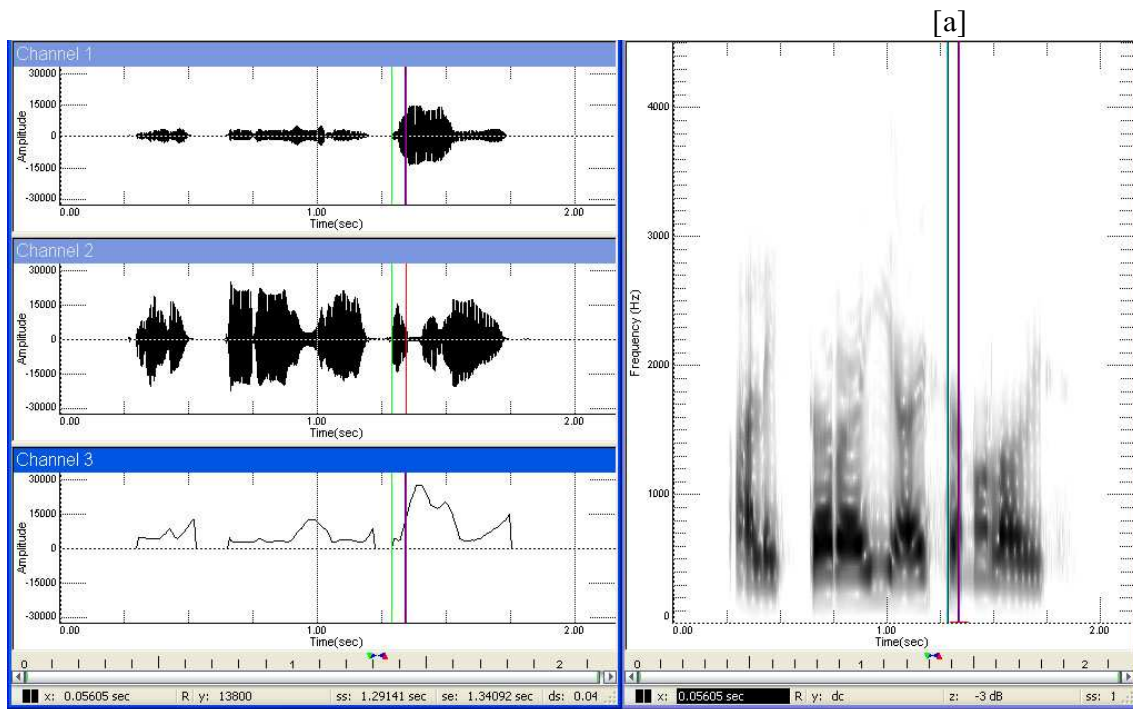 [a]
Channel 1
30000
15000
0
-15000
-30000
Amplitude
0.00 1.00 2.00
Time(sec)
Channel 2
30000
15000
0
-15000
-30000
Amplitude
0.00 1.00 2.00
Time(sec)
Channel 3
30000
15000
0
-15000
-30000
Amplitude
0.00 1.00 2.00
Time(sec)
0 1 2
x: 0.05605 sec R y: 13800 ss: 1.29141 sec se: 1.34092 sec ds: 0.04
4000
3000
2000
1000
0
Frequency (Hz)
0.00 1.00 2.00
Time(sec)
0 1 2
x: 0.05605 sec R y: dc z: -3 dB ss: 1